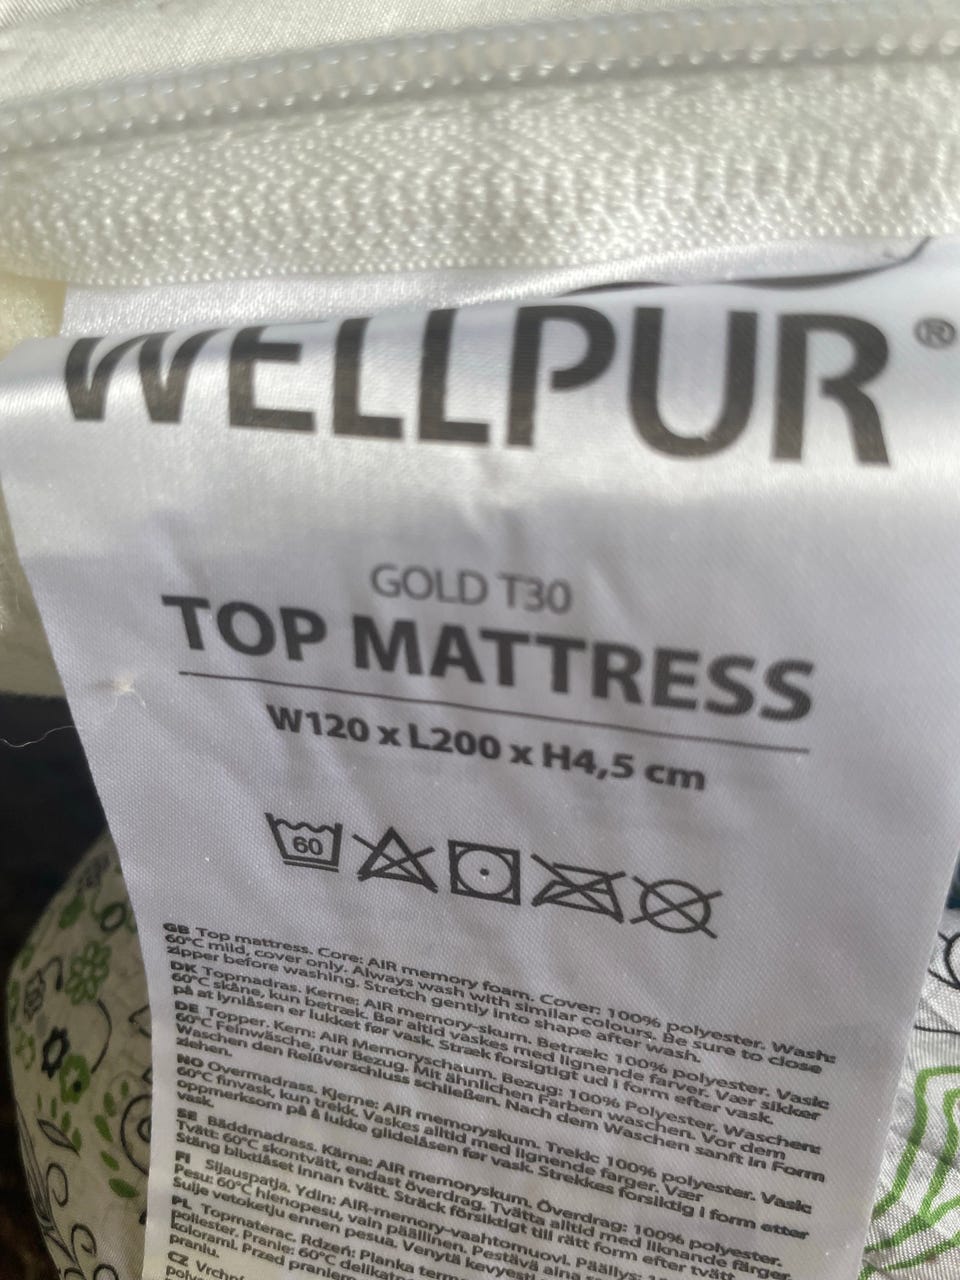 WELLPUR®
GOLD T30
TOP MATTRESS
W120 x L200 x H4,5 cm
60
GB Top mattress. Core: AIR memory foam. Cover: 100% polyester. Wash:
60°C mild, cover only. Always wash with similar colours. Be sure to close
zipper before washing. Stretch gently into shape after wash.
DK Topmadras. Kerne: AIR memory-skum. Betræk: 100% polyester. Vask:
60°C skåne, kun betræk. Bør altid vaskes med lignende farver. Vær sikker
på at lynlåsen er lukket før vask. Stræk forsigtigt ud i form efter vask.
DE Topper. Kern: AIR Memoryschaum. Bezug: 100% Polyester. Waschen:
60°C Feinwäsche, nur Bezug. Mit ähnlichen Farben waschen. Vor dem
Waschen den Reißverschluss schließen. Nach dem Waschen sanft in Form
ziehen.
NO Overmadrass. Kjerne: AIR memoryskum. Trekk: 100% polyester. Vask:
60°C finvask, kun trekk. Vaskes alltid med lignende farger. Vær
oppmerksom på å lukke glidelåsen før vask. Strekkes forsiktig i form etter
vask.
SE Bäddmadrass. Kärna: AIR memoryskum. Överdrag: 100% polyester.
Tvätt: 60°C skontvätt, endast överdrag. Tvätta alltid med liknande färger.
Stäng blixtlåset innan tvätt. Sträck försiktigt till rätt form efter tvätt.
FI Sijauspatja. Ydin: AIR-memory-vaahtomuovi. Päällys:
Pesu: 60°C hienopesu, vain päällinen. Pestävä aina
Sulje vetoketju ennen pesua. Venytä kevyesti
PL Topmaterac. Rdzeń: Planka
poliester. Pranie: 60°C
kolorami. Przed
praniu.
CZ